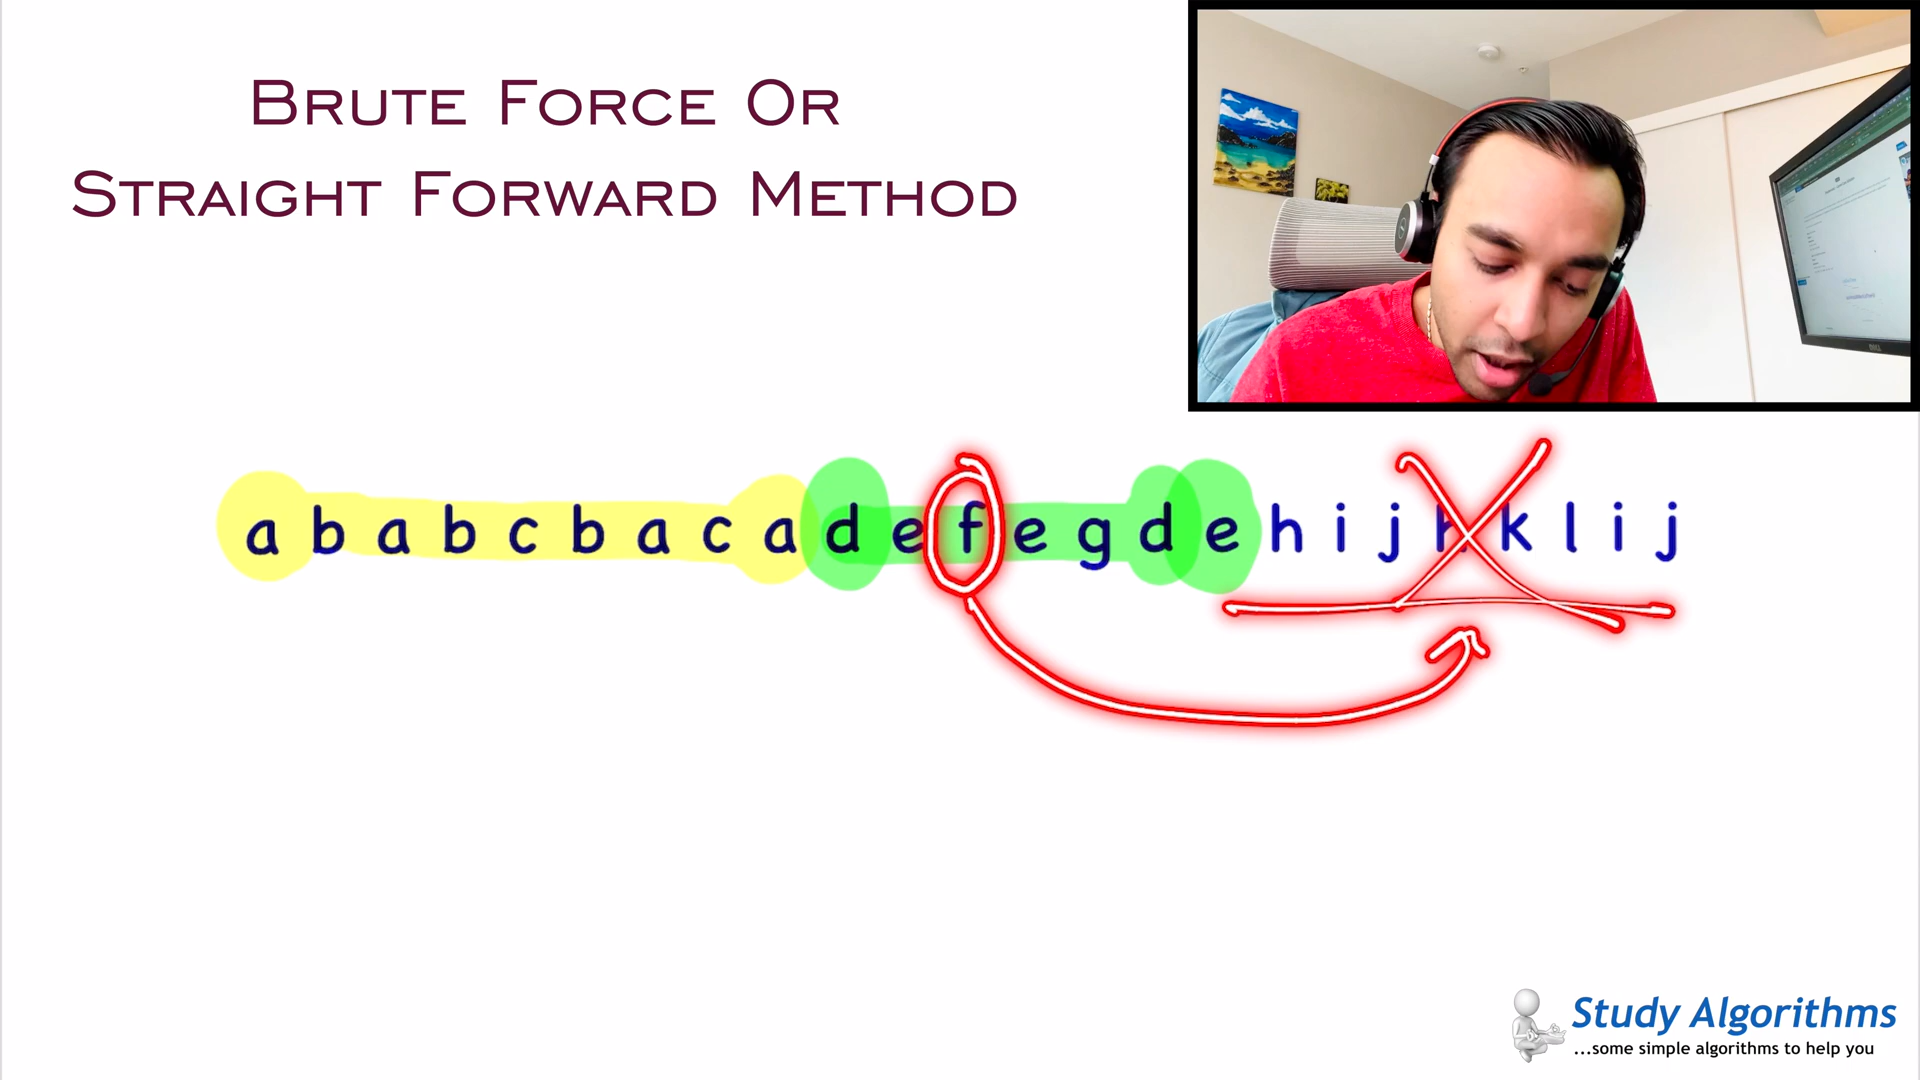 Brute Force Or
Straight Forward Method
a b a b c b a c a d e f e g d e h i j h k l i j
Study Algorithms
...some simple algorithms to help you